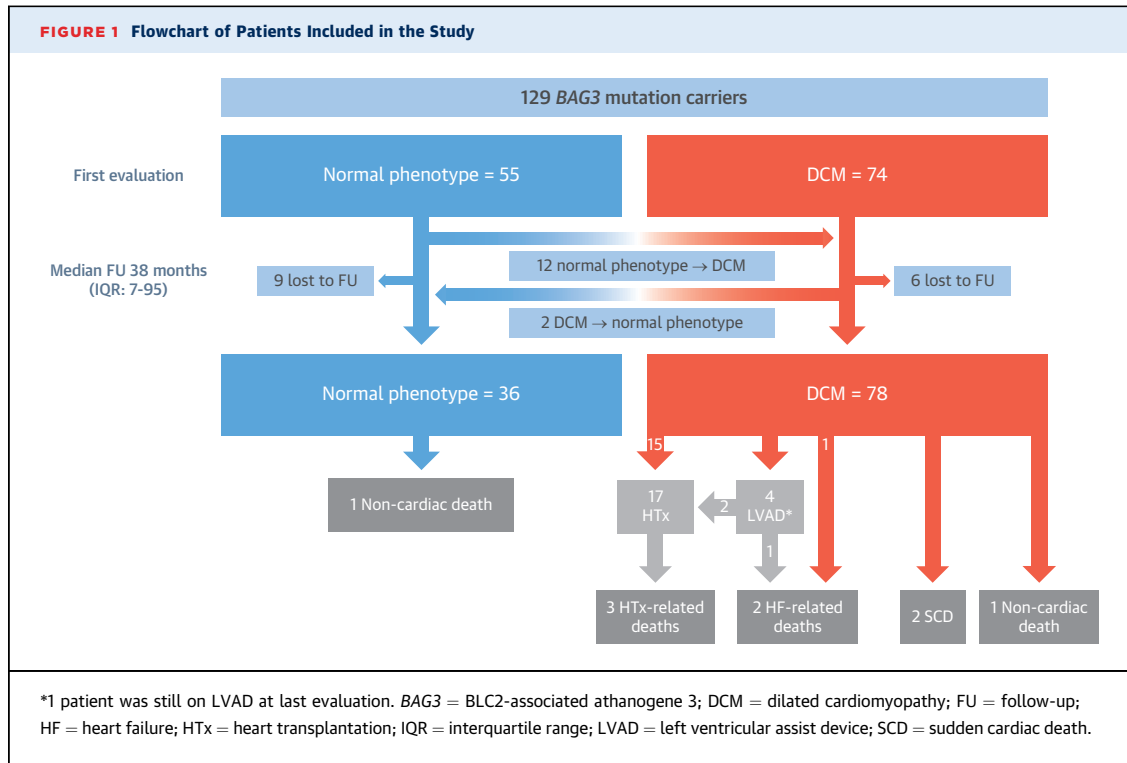 FIGURE 1 Flowchart of Patients Included in the Study
129 BAG3 mutation carriers
First evaluation
Normal phenotype = 55
DCM = 74
Median FU 38 months
(IQR: 7-95)
9 lost to FU
12 normal phenotype → DCM
6 lost to FU
2 DCM → normal phenotype
Normal phenotype = 36
DCM = 78
15
1
1 Non-cardiac death
17
HTx
2
4
LVAD*
1
3 HTx-related
deaths
2 HF-related
deaths
2 SCD
1 Non-cardiac
death
*1 patient was still on LVAD at last evaluation. BAG3 = BLC2-associated athanogene 3; DCM = dilated cardiomyopathy; FU = follow-up;
HF = heart failure; HTx = heart transplantation; IQR = interquartile range; LVAD = left ventricular assist device; SCD = sudden cardiac death.